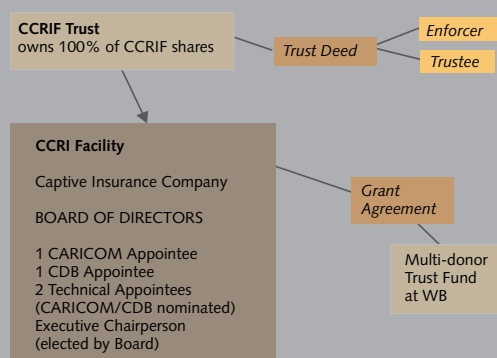 CCRIF Trust
owns 100% of CCRIF shares
Trust Deed
Enforcer
Trustee
CCRI Facility
Captive Insurance Company
BOARD OF DIRECTORS
1 CARICOM Appointee
1 CDB Appointee
2 Technical Appointees
(CARICOM/CDB nominated)
Executive Chairperson
(elected by Board)
Grant
Agreement
Multi-donor
Trust Fund
at WB